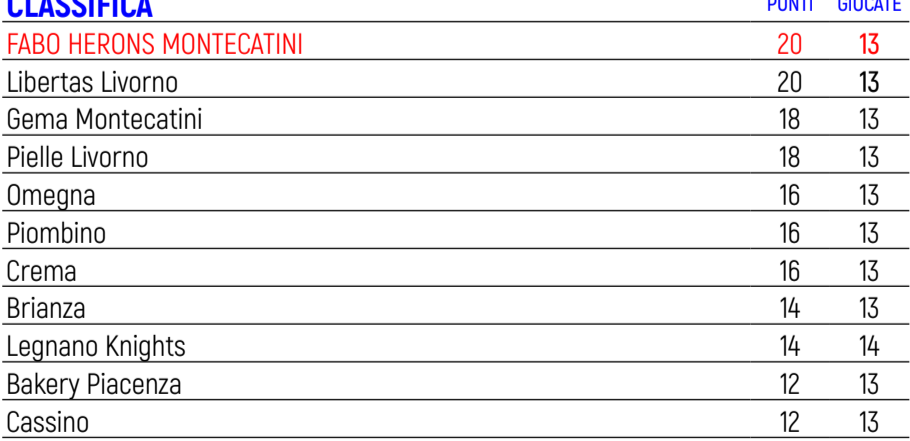 CLASSIFICA PUNTI GIOCATE
FABO HERONS MONTECATINI 20 13
Libertas Livorno 20 13
Gema Montecatini 18 13
Pielle Livorno 18 13
Omegna 16 13
Piombino 16 13
Crema 16 13
Brianza 14 13
Legnano Knights 14 14
Bakery Piacenza 12 13
Cassino 12 13